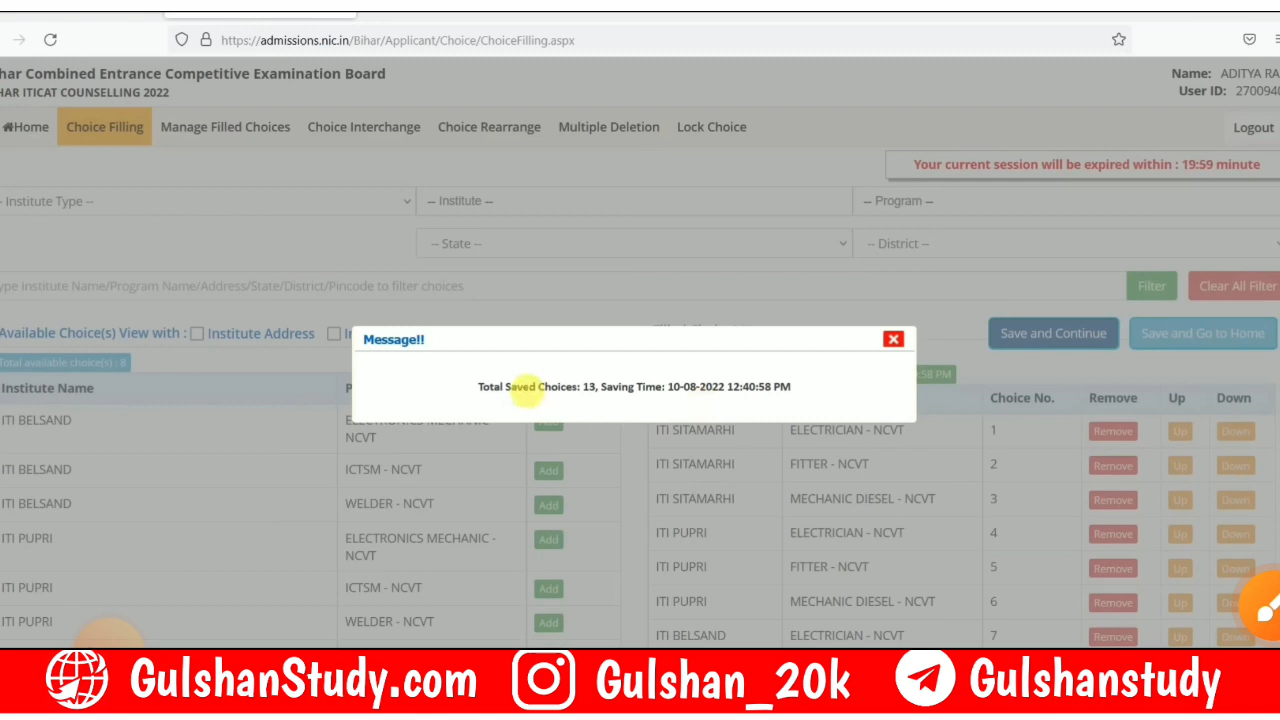 https://admissions.nic.in/Bihar/Applicant/Choice/ChoiceFilling.aspx
har Combined Entrance Competitive Examination Board
HAR ITICAT COUNSELLING 2022
Name: ADITYA RA
User ID: 2700940
Home Choice Filling Manage Filled Choices Choice Interchange Choice Rearrange Multiple Deletion Lock Choice Logout
Your current session will be expired within : 19:59 minute
- Institute Type -- -- Institute -- -- Program --
-- State -- -- District --
ype Institute Name/Program Name/Address/State/District/Pincode to filter choices Filter Clear All Filter
Available Choice(s) View with : Institute Address In Save and Continue Save and Go to Home
Message!!
Total Saved Choices: 13, Saving Time: 10-08-2022 12:40:58 PM
Total available choice(s) : 8 :58 PM
Institute Name P Choice No. Remove Up Down
ITI BELSAND ELECTRONICS MECHANIC - NCVT Add
ITI BELSAND ICTSM - NCVT Add
ITI BELSAND WELDER - NCVT Add
ITI PUPRI ELECTRONICS MECHANIC - NCVT Add
ITI PUPRI ICTSM - NCVT Add
ITI PUPRI WELDER - NCVT Add
ITI SITAMARHI ELECTRICIAN - NCVT 1 Remove Up Down
ITI SITAMARHI FITTER - NCVT 2 Remove Up Down
ITI SITAMARHI MECHANIC DIESEL - NCVT 3 Remove Up Down
ITI PUPRI ELECTRICIAN - NCVT 4 Remove Up Down
ITI PUPRI FITTER - NCVT 5 Remove Up Down
ITI PUPRI MECHANIC DIESEL - NCVT 6 Remove Up Do
ITI BELSAND ELECTRICIAN - NCVT 7 Remove Up Down
GulshanStudy.com Gulshan_20k Gulshanstudy